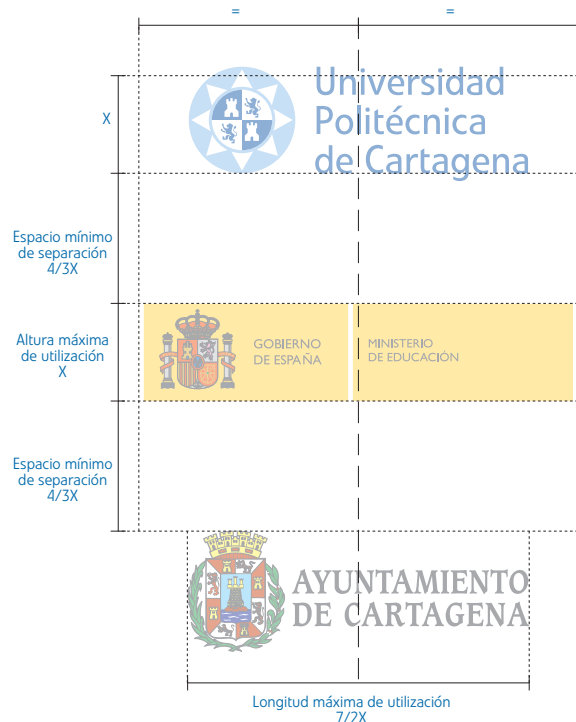 = =
X
Universidad
Politécnica
de Cartagena
Espacio mínimo
de separación
4/3X
Altura máxima
de utilización
X
GOBIERNO
DE ESPAÑA
MINISTERIO
DE EDUCACIÓN
Espacio mínimo
de separación
4/3X
AYUNTAMIENTO
DE CARTAGENA
Longitud máxima de utilización
7/2X